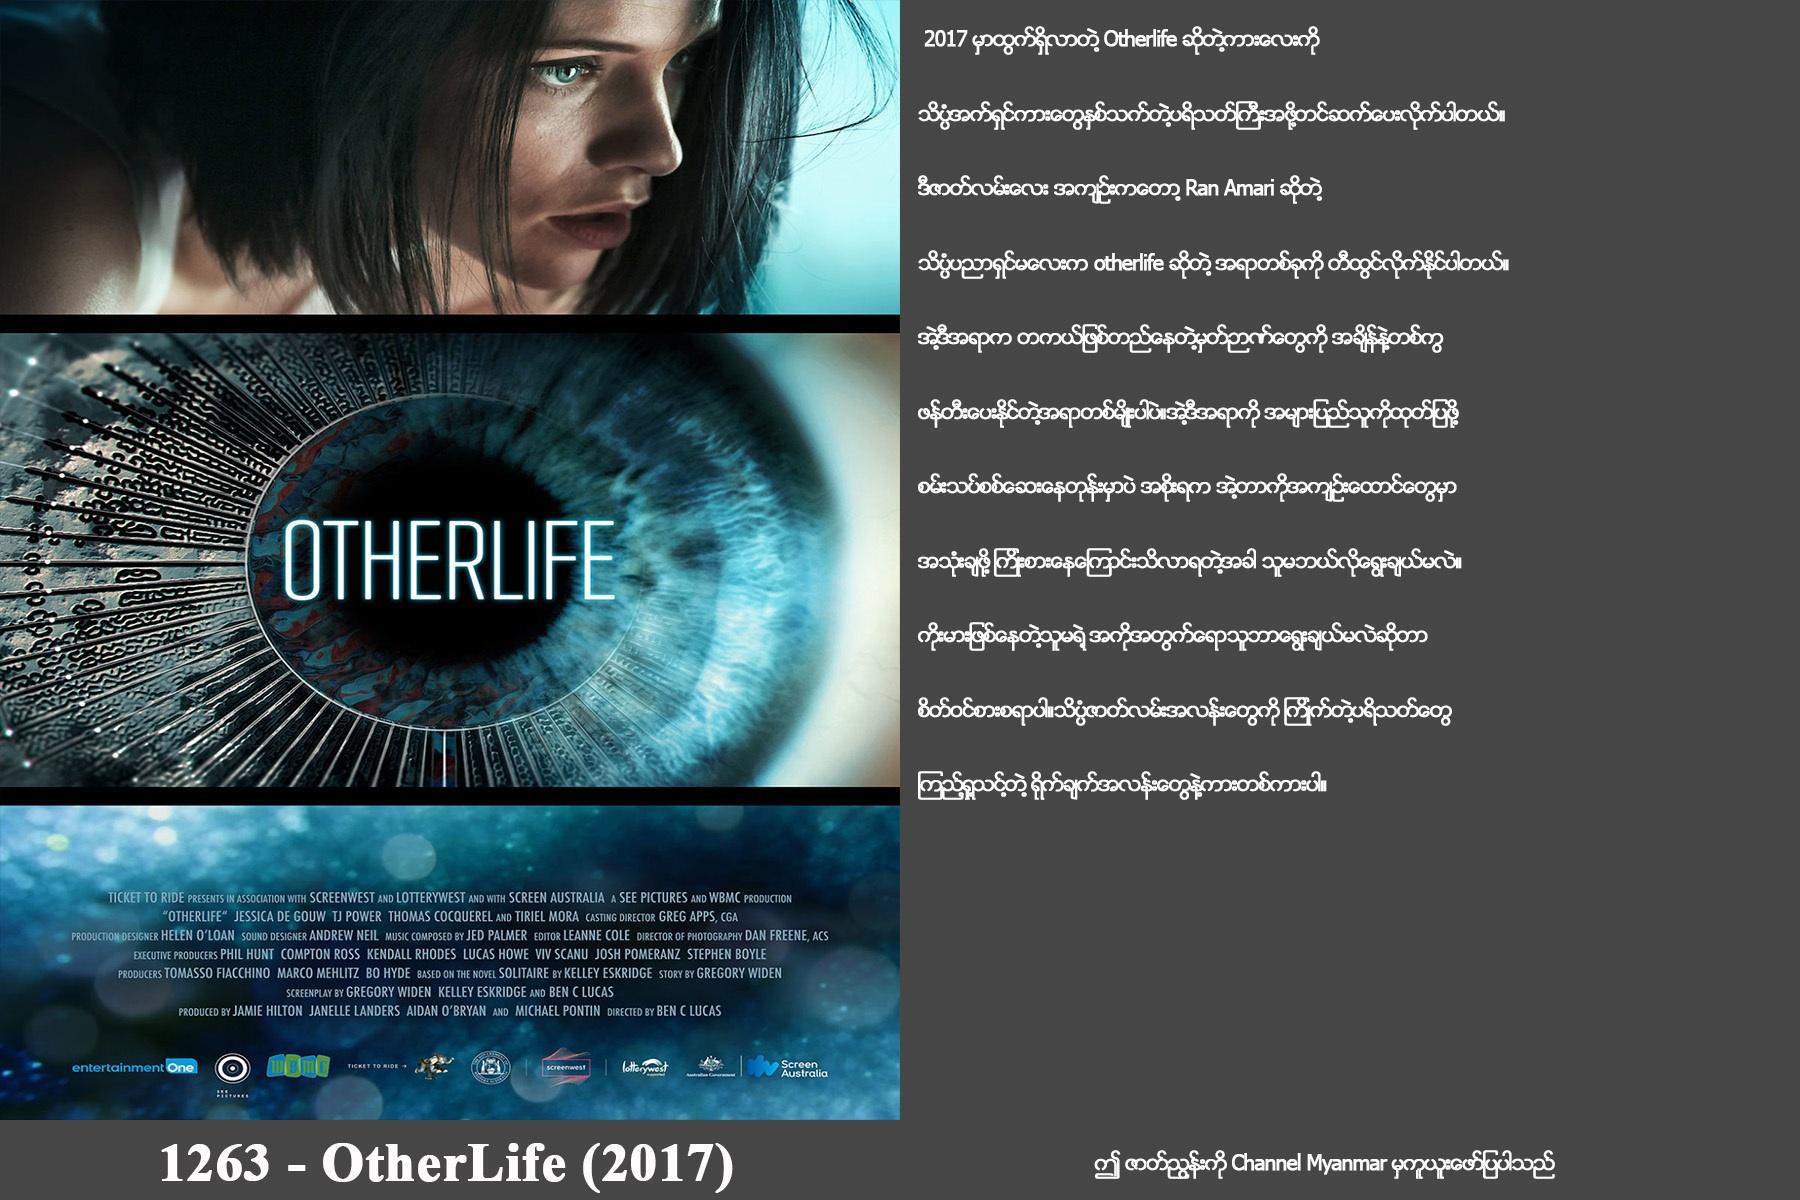 OTHERLIFE
TICKET TO RIDE PRESENTS IN ASSOCIATION WITH SCREENWEST AND LOTTERYWEST AND WITH SCREEN AUSTRALIA A SEE PICTURES AND WBMC PRODUCTION
“OTHERLIFE” JESSICA DE GOUW TJ POWER THOMAS COCQUEREL AND TIRIEL MORA CASTING DIRECTOR GREG APPS, CGA
PRODUCTION DESIGNER HELEN O'LOAN SOUND DESIGNER ANDREW NEIL MUSIC COMPOSED BY JED PALMER EDITOR LEANNE COLE DIRECTOR OF PHOTOGRAPHY DAN FREENE, ACS
EXECUTIVE PRODUCERS PHIL HUNT COMPTON ROSS KENDALL RHODES LUCAS HOWE VIV SCANU JOSH POMERANZ STEPHEN BOYLE
PRODUCERS TOMASSO FIACCHINO MARCO MEHLITZ BO HYDE BASED ON THE NOVEL SOLITAIRE BY KELLEY ESKRIDGE STORY BY GREGORY WIDEN
SCREENPLAY BY GREGORY WIDEN KELLEY ESKRIDGE AND BEN C LUCAS
PRODUCED BY JAMIE HILTON JANELLE LANDERS AIDAN O'BRYAN AND MICHAEL PONTIN DIRECTED BY BEN C LUCAS
entertainmentOne SEE PICTURES WBMC TICKET TO RIDE screenwest lotterywest supported Australian Government Screen Australia
1263 - OtherLife (2017)
2017 မှာထွက်ရှိလာတဲ့ Otherlife ဆိုတဲ့ကားလေးကို
သိပ္ပံအက်ရှင်ကားတွေနှစ်သက်တဲ့ပရိသတ်ကြီးအဖို့တင်ဆက်ပေးလိုက်ပါတယ်။
ဒီဇာတ်လမ်းလေး အကျဉ်းကတော့ Ran Amari ဆိုတဲ့
သိပ္ပံပညာရှင်မလေးက otherlife ဆိုတဲ့ အရာတစ်ခုကို တီထွင်လိုက်နိုင်ပါတယ်။
အဲ့ဒီအရာက တကယ်ဖြစ်တည်နေတဲ့မှတ်ဉာဏ်တွေကို အချိန်နဲ့တစ်ကွ
ဖန်တီးပေးနိုင်တဲ့အရာတစ်မျိုးပါပဲ။အဲ့ဒီအရာကို အများပြည်သူကိုထုတ်ပြဖို့
စမ်းသပ်စစ်ဆေးနေတုန်းမှာပဲ အစိုးရက အဲ့တာကိုအကျဉ်းထောင်တွေမှာ
အသုံးချဖို့ ကြိုးစားနေကြောင်းသိလာရတဲ့အခါ သူမဘယ်လိုရွေးချယ်မလဲ။
ကိုးမားဖြစ်နေတဲ့သူမရဲ့ အကိုအတွက်ရောသူဘာရွေးချယ်မလဲဆိုတာ
စိတ်ဝင်စားစရာပါ။သိပ္ပံဇာတ်လမ်းအလန်းတွေကို ကြိုက်တဲ့ပရိသတ်တွေ
ကြည့်ရှုသင့်တဲ့ ရိုက်ချက်အလန်းတွေနဲ့ကားတစ်ကားပါ။
ဤ ဇာတ်ညွှန်းကို Channel Myanmar မှကူယူးဖော်ပြပါသည်